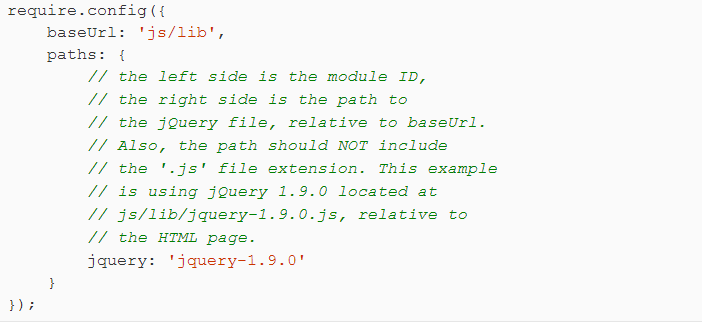 require.config({
    baseUrl: 'js/lib',
    paths: {
        // the left side is the module ID,
        // the right side is the path to
        // the jQuery file, relative to baseUrl.
        // Also, the path should NOT include
        // the '.js' file extension. This example
        // is using jQuery 1.9.0 located at
        // js/lib/jquery-1.9.0.js, relative to
        // the HTML page.
        jquery: 'jquery-1.9.0'
    }
});